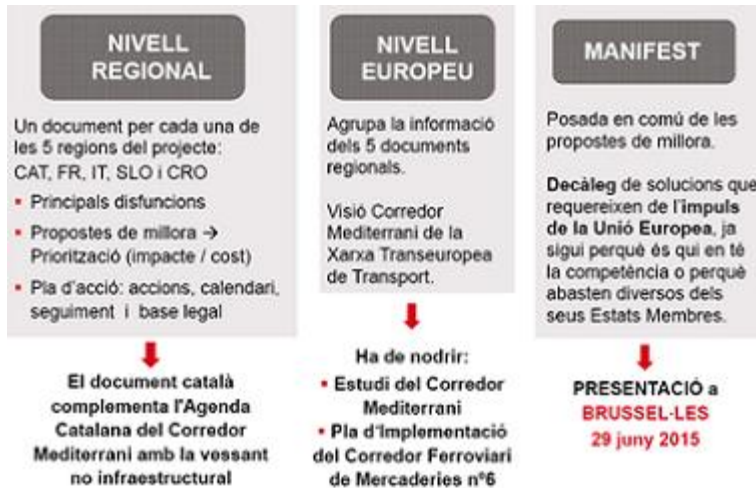 NIVELL
REGIONAL
Un document per cada una de
les 5 regions del projecte:
CAT, FR, IT, SLO i CRO
▪ Principals disfuncions
▪ Propostes de millora →
Priorització (impacte / cost)
▪ Pla d'acció: accions, calendari,
seguiment i base legal
El document català
complementa l'Agenda
Catalana del Corredor
Mediterrani amb la vessant
no infraestructural
NIVELL
EUROPEU
Agrupa la informació
dels 5 documents
regionals.
Visió Corredor
Mediterrani de la
Xarxa Transeuropea
de Transport.
Ha de nodrir:
▪ Estudi del Corredor
Mediterrani
▪ Pla d'Implementació
del Corredor Ferroviari
de Mercaderies nº6
MANIFEST
Posada en comú de les
propostes de millora.
Decàleg de solucions que
requereixen de l'impuls
de la Unió Europea, ja
sigui perquè és qui en té
la competència o perquè
abasten diversos dels
seus Estats Membres.
PRESENTACIÓ a
BRUSSEL·LES
29 juny 2015